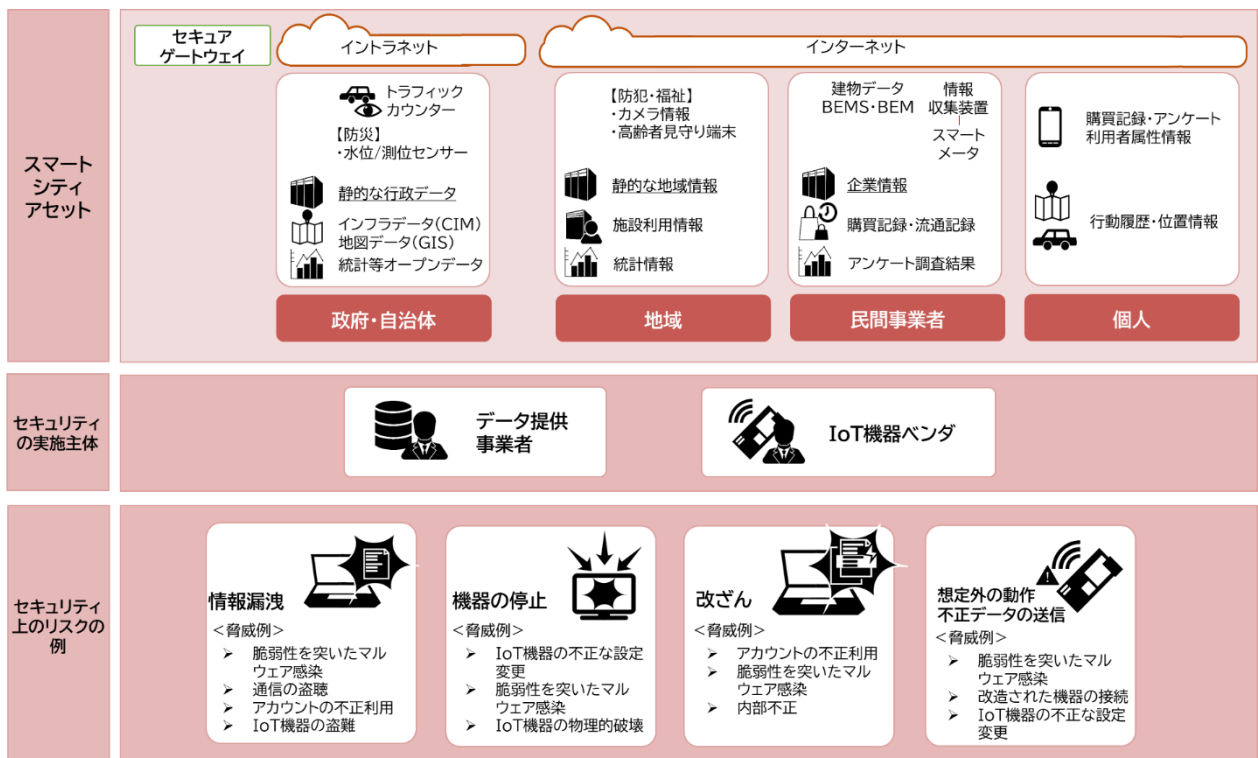 スマート
シティ
アセット
セキュア
ゲートウェイ
イントラネット
インターネット
トラフィック
カウンター
【防災】
・水位/測位センサー
静的な行政データ
インフラデータ(CIM)
地図データ(GIS)
統計等オープンデータ
政府・自治体
【防犯・福祉】
・カメラ情報
・高齢者見守り端末
静的な地域情報
施設利用情報
統計情報
地域
建物データ
BEMS・BEM
情報
収集装置
スマート
メータ
企業情報
購買記録・流通記録
アンケート調査結果
民間事業者
購買記録・アンケート
利用者属性情報
行動履歴・位置情報
個人
セキュリティ
の実施主体
データ提供
事業者
IoT機器ベンダ
セキュリティ
上のリスクの
例
情報漏洩
<脅威例>
➢ 脆弱性を突いたマル
ウェア感染
➢ 通信の盗聴
➢ アカウントの不正利用
➢ IoT機器の盗難
機器の停止
<脅威例>
➢ IoT機器の不正な設定
変更
➢ 脆弱性を突いたマル
ウェア感染
➢ IoT機器の物理的破壊
改ざん
<脅威例>
➢ アカウントの不正利用
➢ 脆弱性を突いたマル
ウェア感染
➢ 内部不正
想定外の動作
不正データの送信
<脅威例>
➢ 脆弱性を突いたマル
ウェア感染
➢ 改造された機器の接続
➢ IoT機器の不正な設定
変更